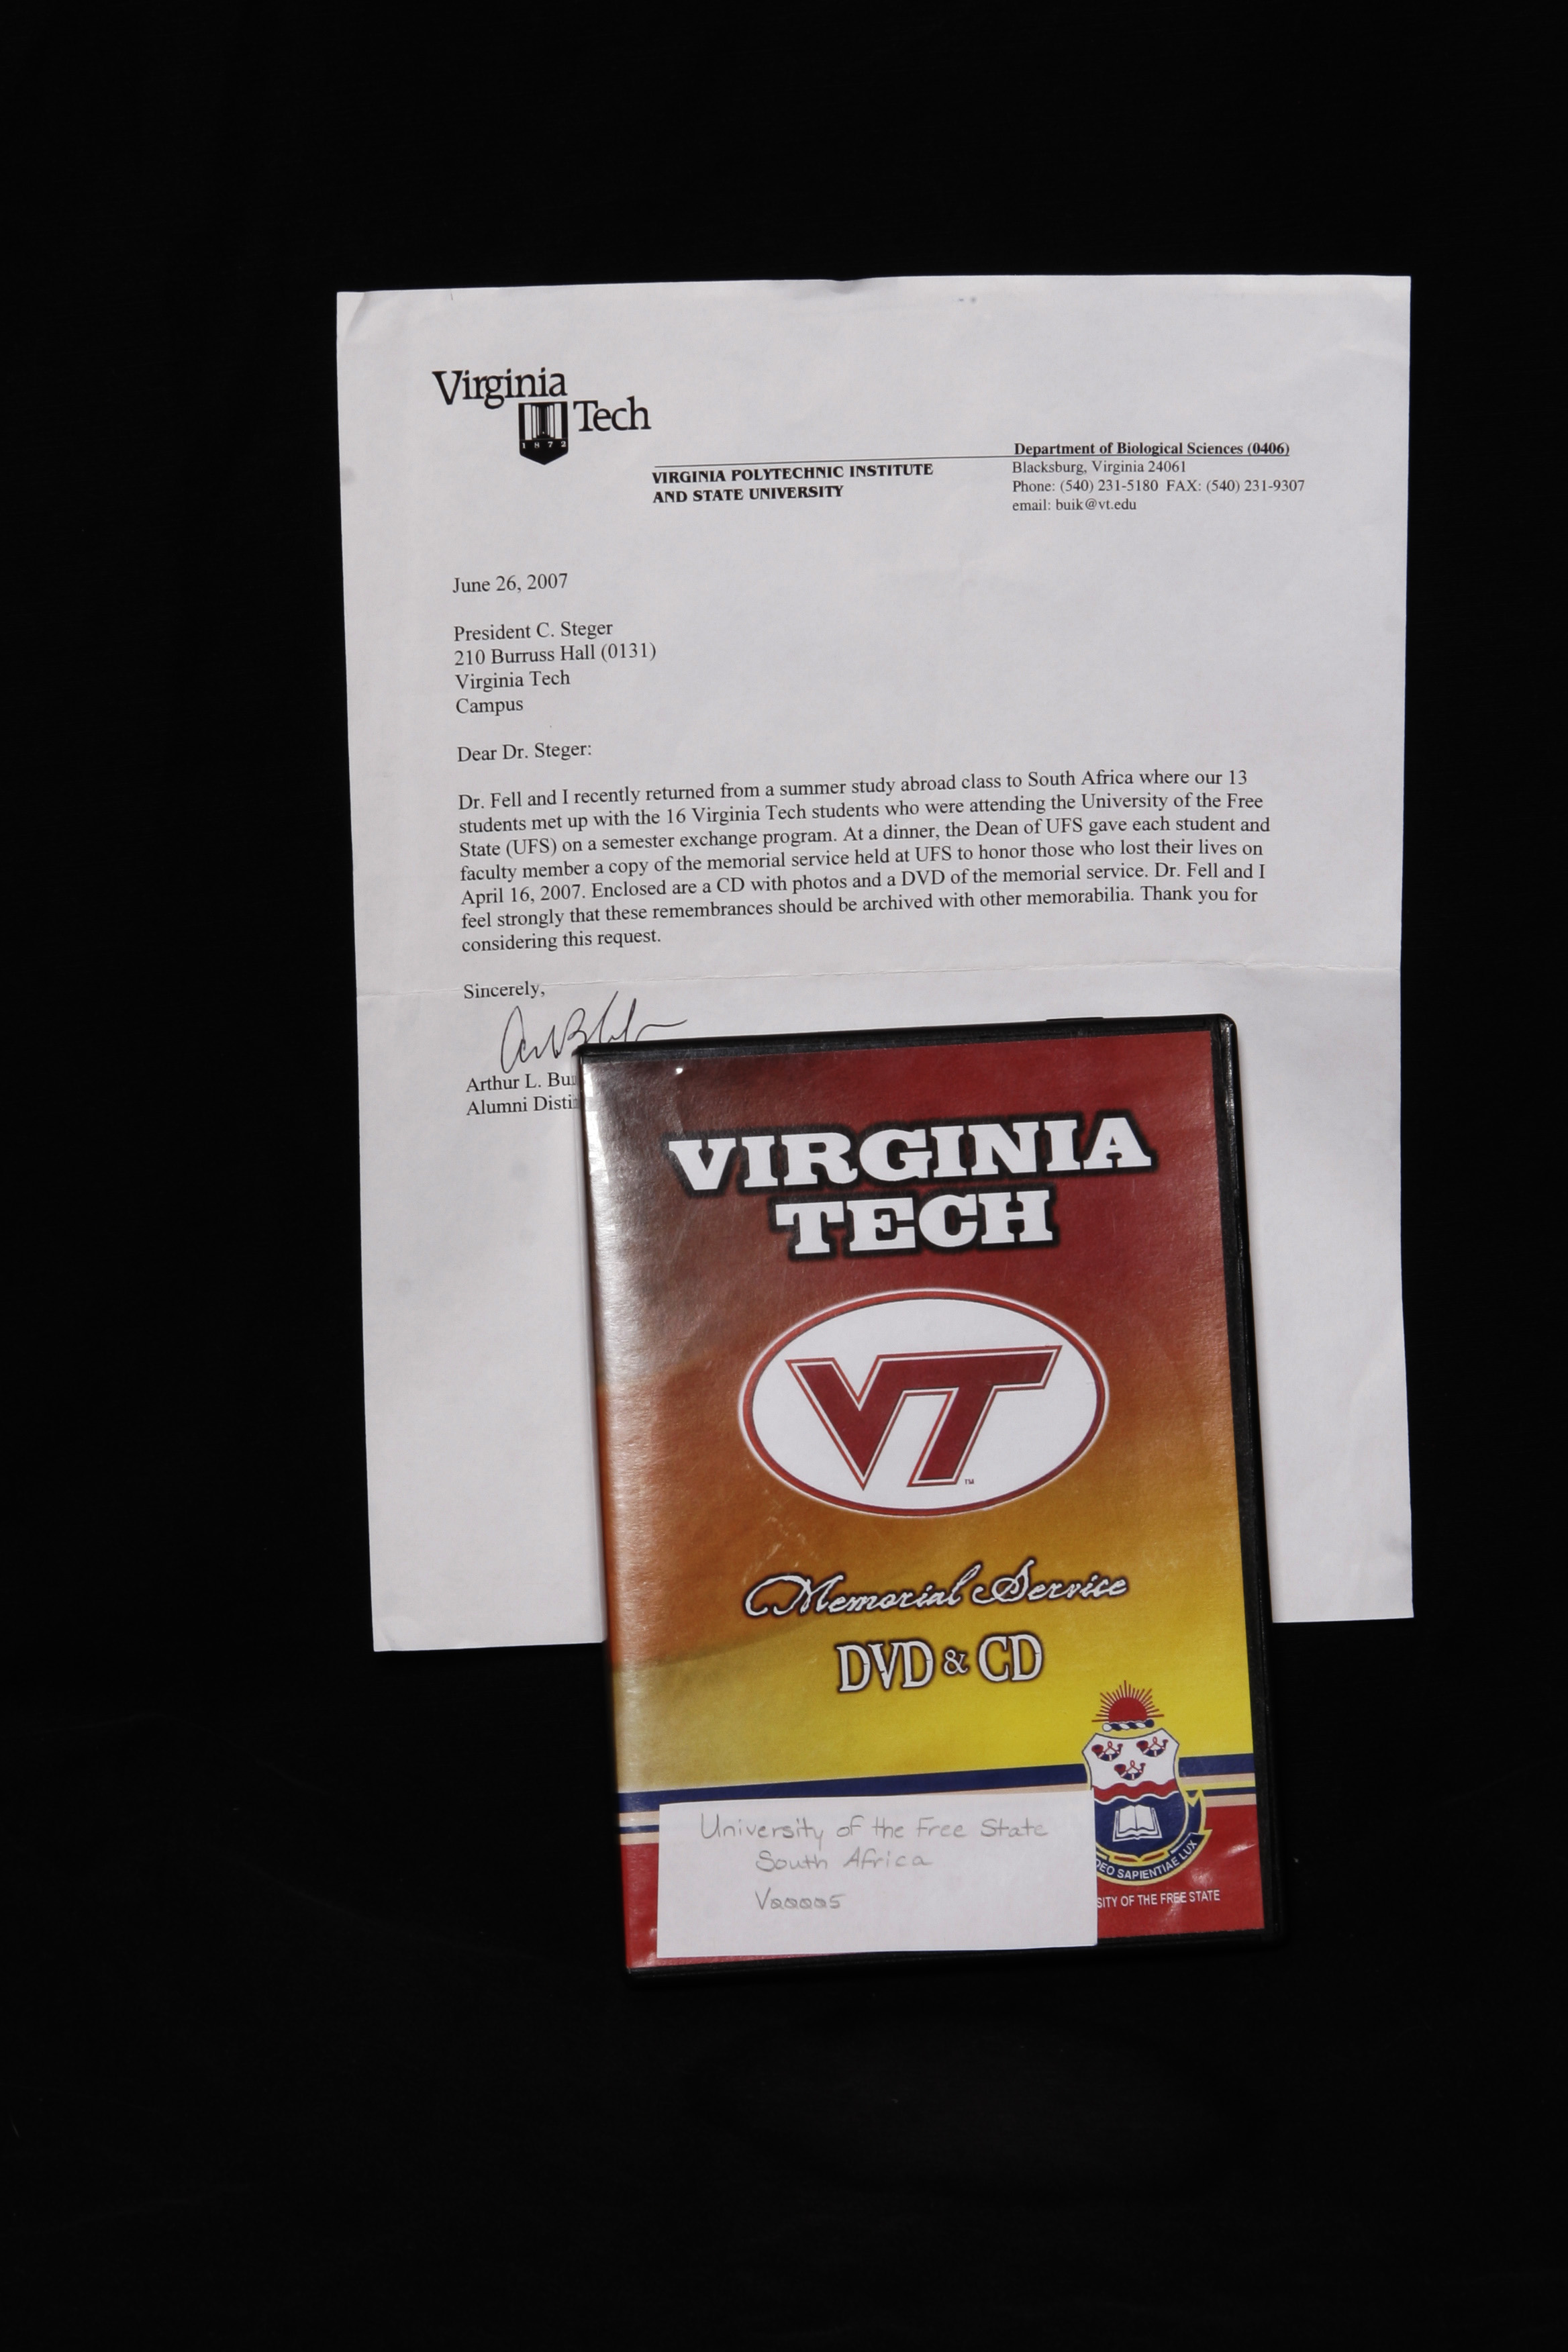 Virginia
Tech
1872
VIRGINIA POLYTECHNIC INSTITUTE
AND STATE UNIVERSITY
Department of Biological Sciences (0406)
Blacksburg, Virginia 24061
Phone: (540) 231-5180 FAX: (540) 231-9307
email: buik@vt.edu
June 26, 2007
President C. Steger
210 Burruss Hall (0131)
Virginia Tech
Campus
Dear Dr. Steger:
Dr. Fell and I recently returned from a summer study abroad class to South Africa where our 13
students met up with the 16 Virginia Tech students who were attending the University of the Free
State (UFS) on a semester exchange program. At a dinner, the Dean of UFS gave each student and
faculty member a copy of the memorial service held at UFS to honor those who lost their lives on
April 16, 2007. Enclosed are a CD with photos and a DVD of the memorial service. Dr. Fell and I
feel strongly that these remembrances should be archived with other memorabilia. Thank you for
considering this request.
Sincerely,
Arthur L. Bu
Alumni Disti
VIRGINIA
TECH
VT
TM
Memorial Service
DVD & CD
DEO SAPIENTIAE LUX
SITY OF THE FREE STATE
University of the Free State
South Africa
V00005